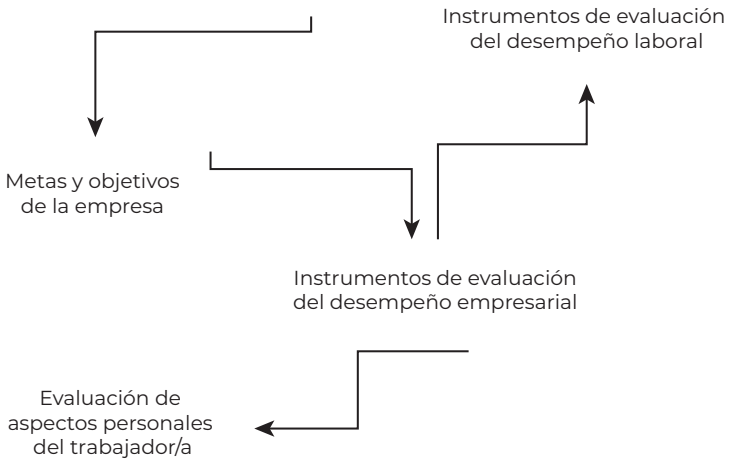 Instrumentos de evaluación
del desempeño laboral
Metas y objetivos
de la empresa
Instrumentos de evaluación
del desempeño empresarial
Evaluación de
aspectos personales
del trabajador/a